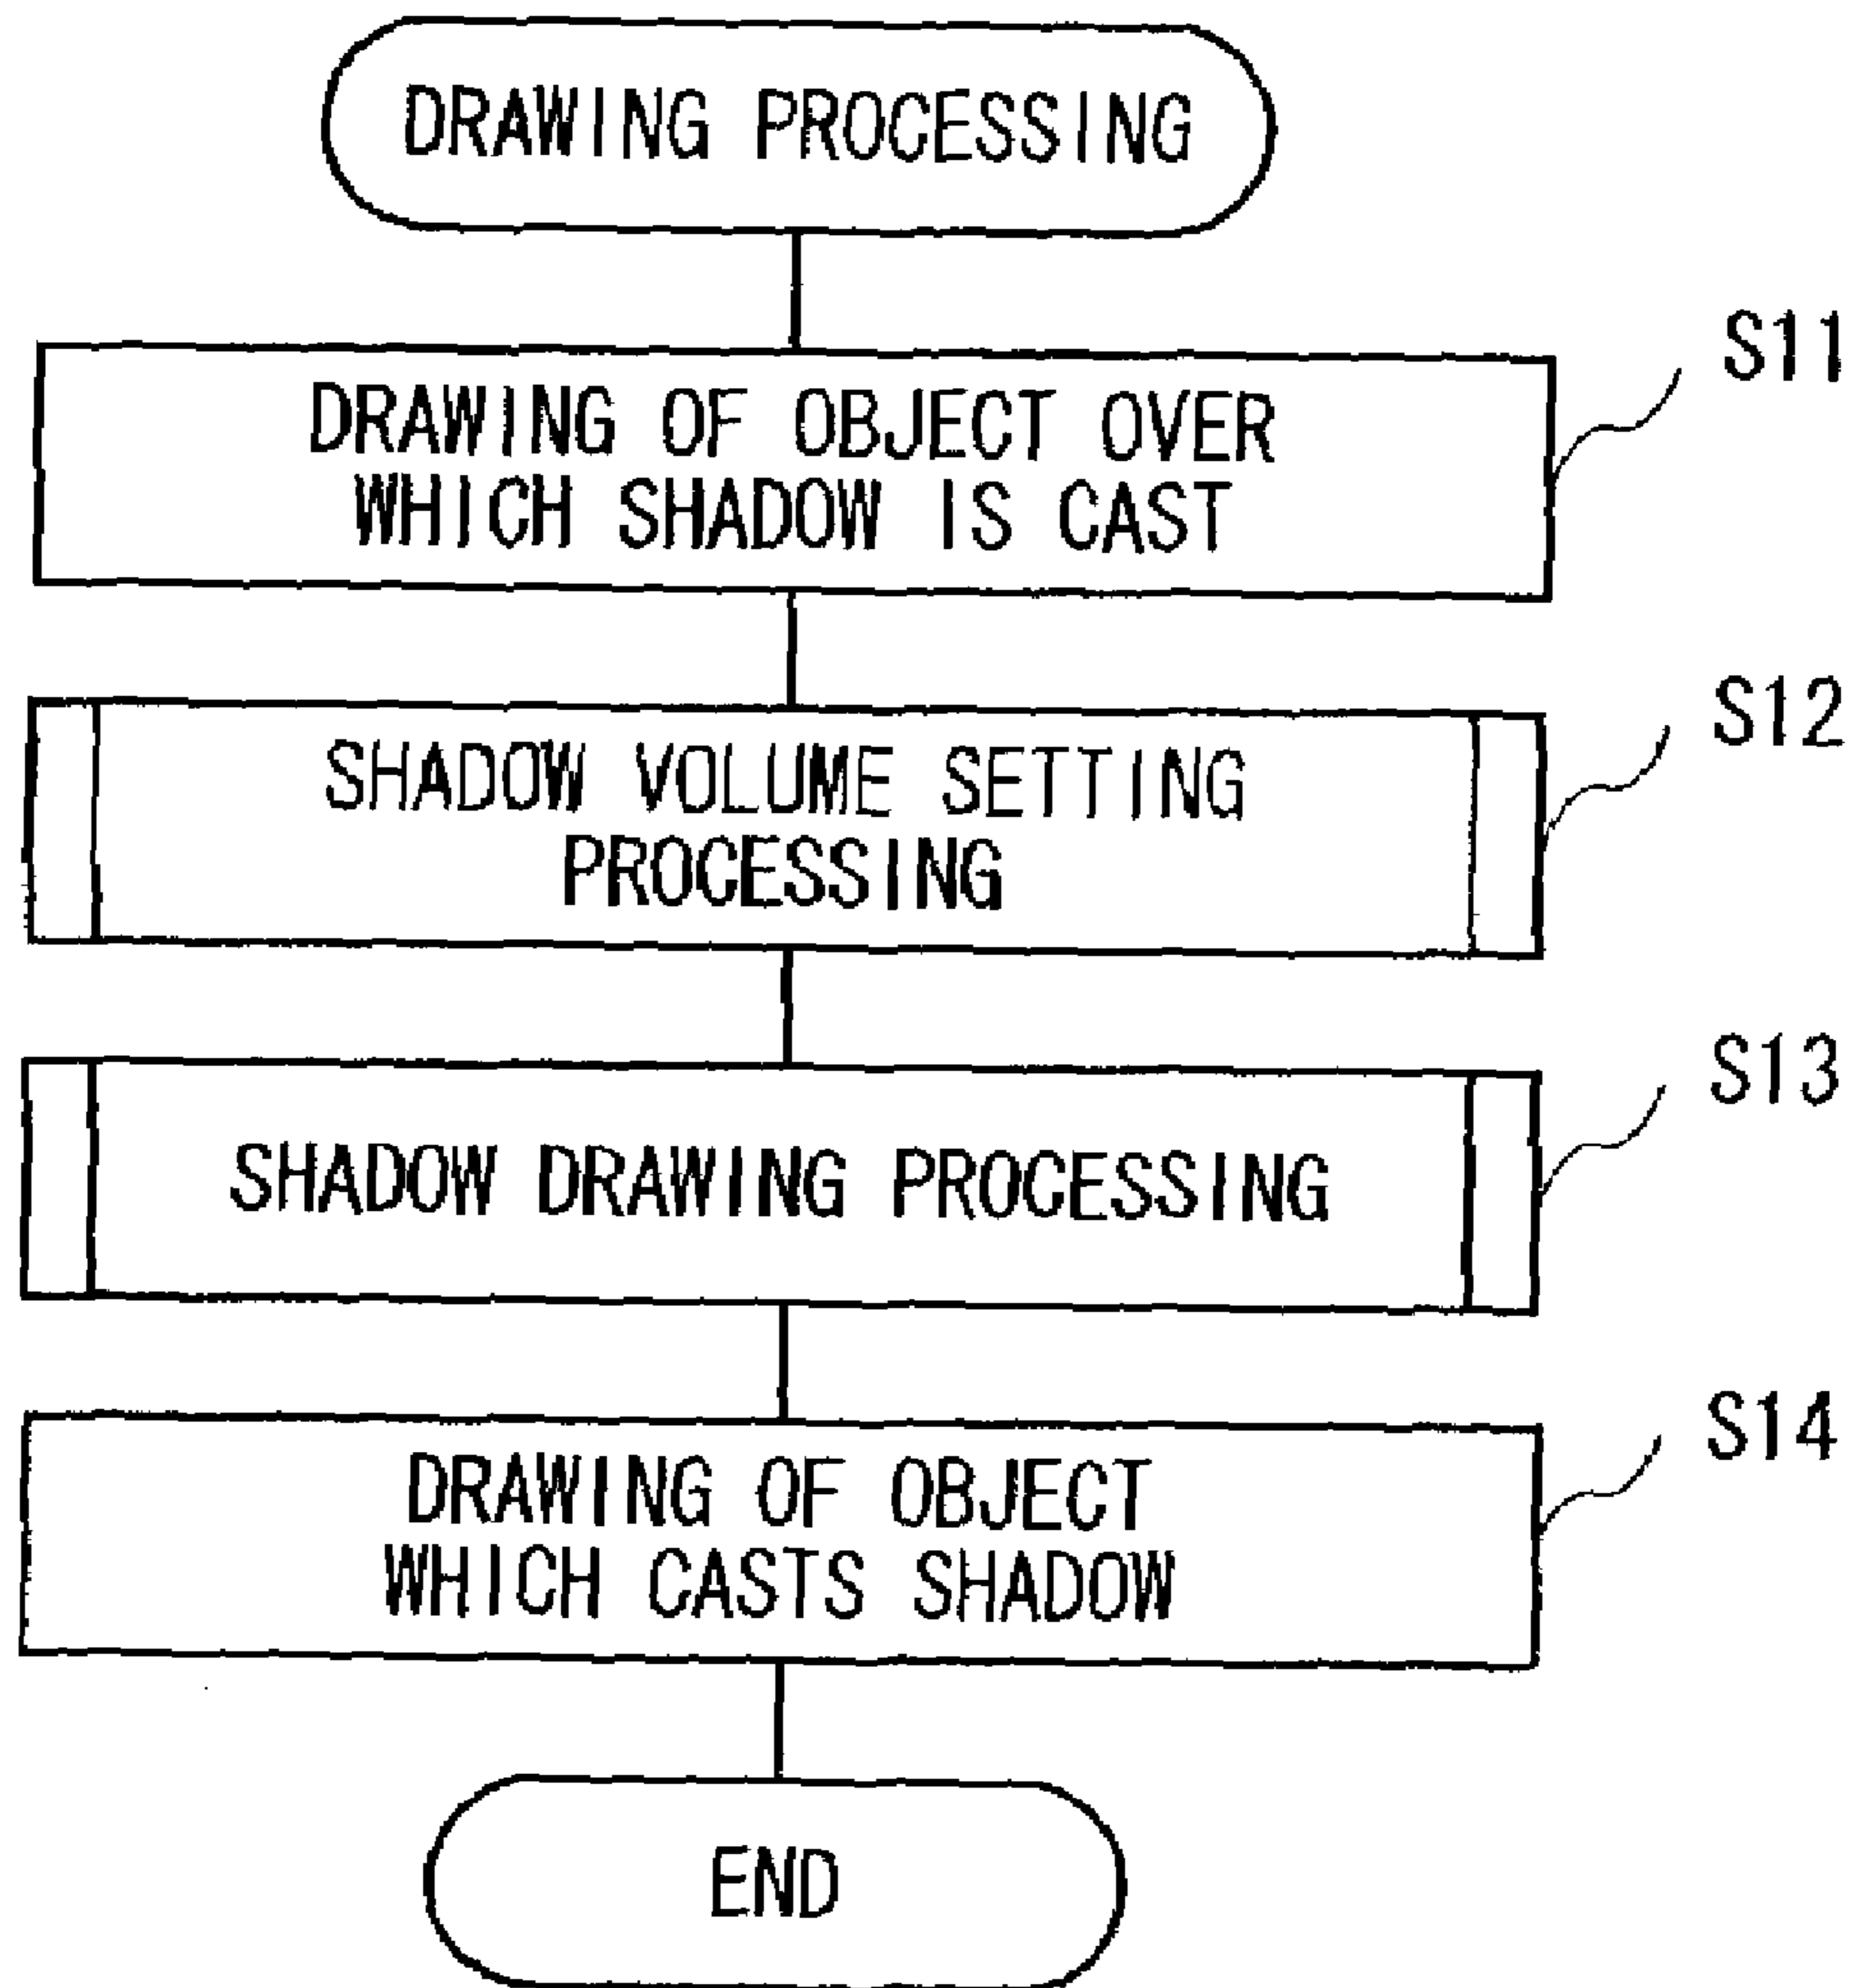 DRAWING PROCESSING
S11
DRAWING OF OBJECT OVER
WHICH SHADOW IS CAST
S12
SHADOW VOLUME SETTING
PROCESSING
S13
SHADOW DRAWING PROCESSING
S14
DRAWING OF OBJECT
WHICH CASTS SHADOW
END